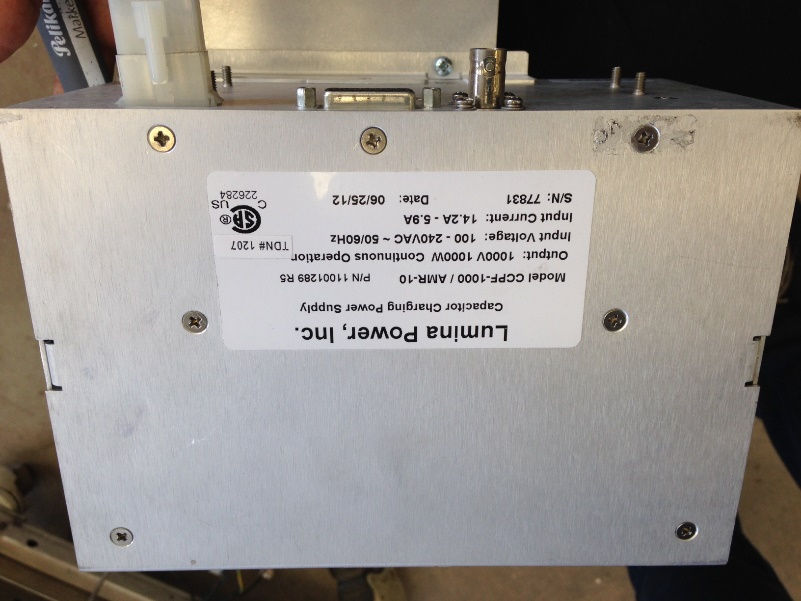 Lumina Power, Inc.
Capacitor Charging Power Supply
Model CCPF-1000 / AMR-10 P/N 11001289 R5
Output: 1000V 1000W Continuous Operation
Input Voltage: 100 - 240VAC ~ 50/60Hz
Input Current: 14.2A - 5.9A
S/N: 77831 Date: 06/25/12
TDN# 1207
SA ®
C US
226284
Pelikan
Marker